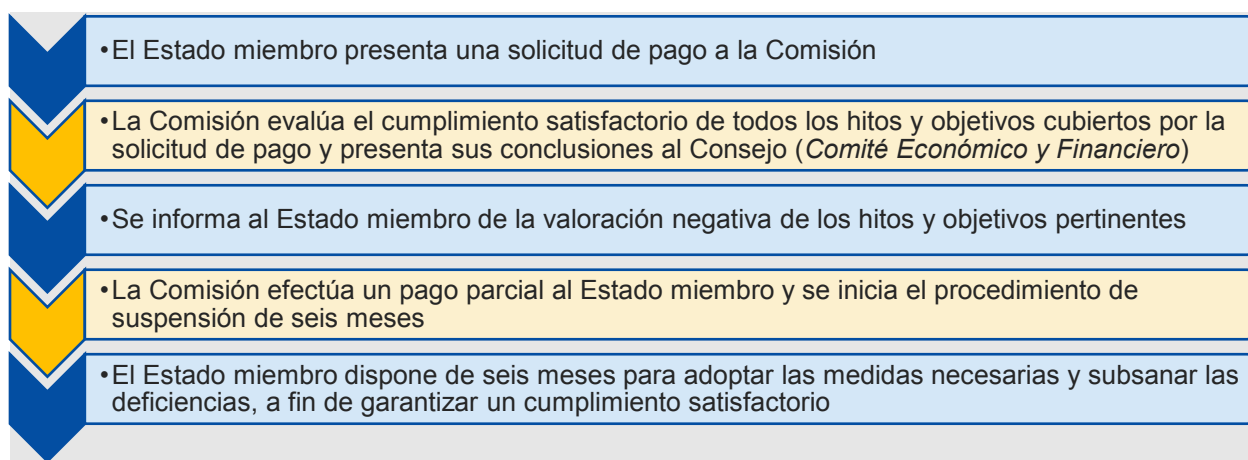 •El Estado miembro presenta una solicitud de pago a la Comisión
•La Comisión evalúa el cumplimiento satisfactorio de todos los hitos y objetivos cubiertos por la
solicitud de pago y presenta sus conclusiones al Consejo (Comité Económico y Financiero)
•Se informa al Estado miembro de la valoración negativa de los hitos y objetivos pertinentes
•La Comisión efectúa un pago parcial al Estado miembro y se inicia el procedimiento de
suspensión de seis meses
•El Estado miembro dispone de seis meses para adoptar las medidas necesarias y subsanar las
deficiencias, a fin de garantizar un cumplimiento satisfactorio